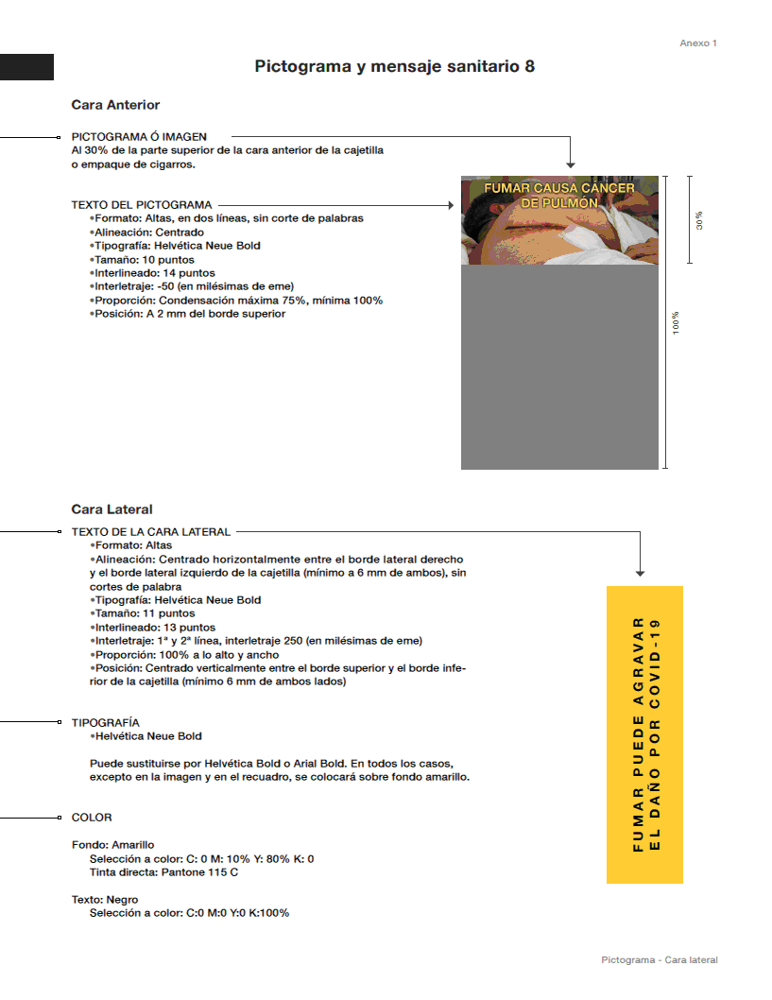 Anexo 1
Pictograma y mensaje sanitario 8
Cara Anterior
PICTOGRAMA Ó IMAGEN
Al 30% de la parte superior de la cara anterior de la cajetilla
o empaque de cigarros.
TEXTO DEL PICTOGRAMA
•Formato: Altas, en dos líneas, sin corte de palabras
•Alineación: Centrado
•Tipografía: Helvética Neue Bold
•Tamaño: 10 puntos
•Interlineado: 14 puntos
•Interletraje: -50 (en milésimas de eme)
•Proporción: Condensación máxima 75%, mínima 100%
•Posición: A 2 mm del borde superior
FUMAR CAUSA CÁNCER
DE PULMÓN
30%
100%
Cara Lateral
TEXTO DE LA CARA LATERAL
•Formato: Altas
•Alineación: Centrado horizontalmente entre el borde lateral derecho
y el borde lateral izquierdo de la cajetilla (mínimo a 6 mm de ambos), sin
cortes de palabra
•Tipografía: Helvética Neue Bold
•Tamaño: 11 puntos
•Interlineado: 13 puntos
•Interletraje: 1ª y 2ª línea, interletraje 250 (en milésimas de eme)
•Proporción: 100% a lo alto y ancho
•Posición: Centrado verticalmente entre el borde superior y el borde infe-
rior de la cajetilla (mínimo 6 mm de ambos lados)
FUMAR PUEDE AGRAVAR
EL DAÑO POR COVID-19
TIPOGRAFÍA
•Helvética Neue Bold
Puede sustituirse por Helvética Bold o Arial Bold. En todos los casos,
excepto en la imagen y en el recuadro, se colocará sobre fondo amarillo.
COLOR
Fondo: Amarillo
Selección a color: C: 0 M: 10% Y: 80% K: 0
Tinta directa: Pantone 115 C
Texto: Negro
Selección a color: C:0 M:0 Y:0 K:100%
Pictograma - Cara lateral